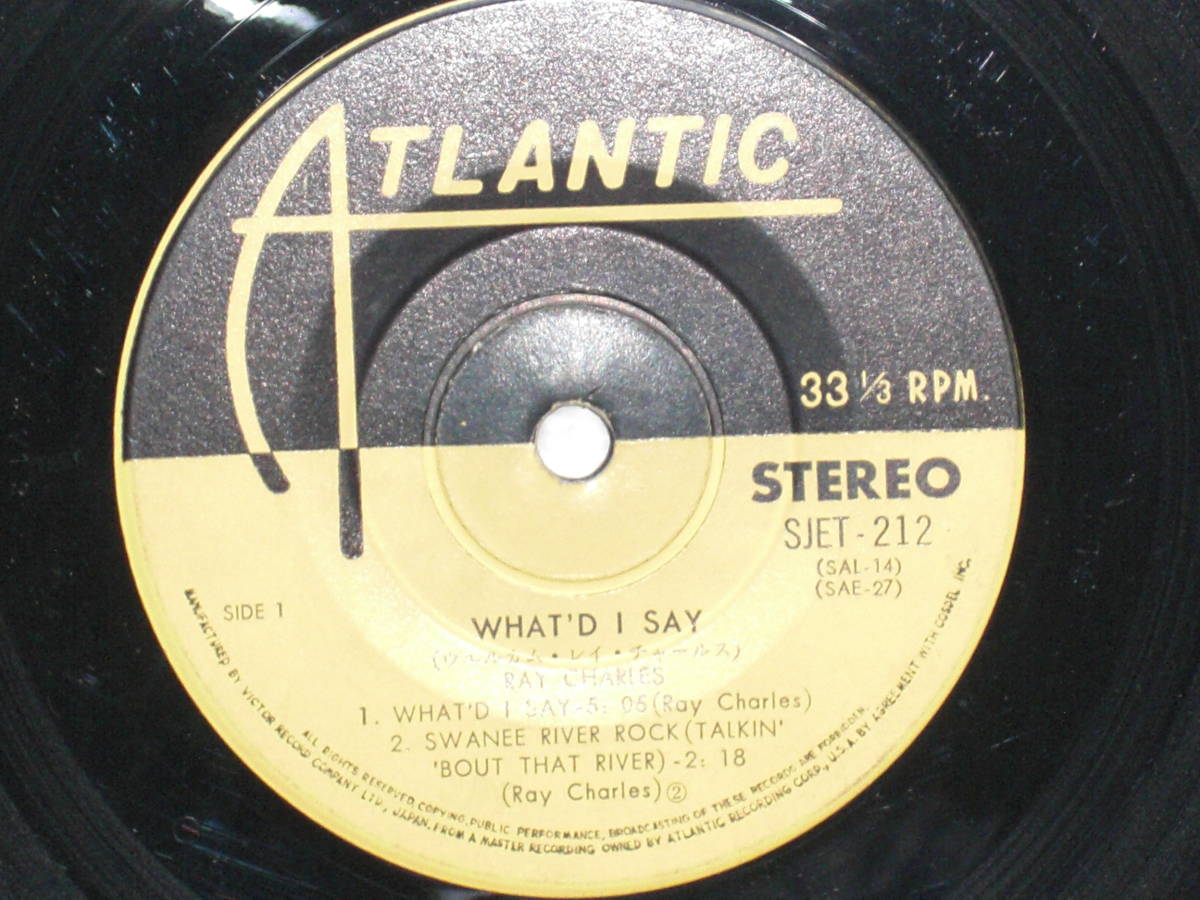 ATLANTIC
33 1/3 RPM.
STEREO
SJET-212
(SAL-14)
(SAE-27)
SIDE 1
WHAT'D I SAY
(ウエルカム・レイ・チャールス)
RAY CHARLES
1. WHAT'D I SAY-5: 05 (Ray Charles)
2. SWANEE RIVER ROCK (TALKIN'
'BOUT THAT RIVER) -2: 18
(Ray Charles) ②
ALL RIGHTS RESERVED. COPYING, PUBLIC PERFORMANCE, BROADCASTING OF THESE RECORDS ARE FORBIDDEN.
MANUFACTURED BY VICTOR RECORD COMPANY LTD., JAPAN, FROM A MASTER RECORDING OWNED BY ATLANTIC RECORDING CORP., U.S.A. BY AGREEMENT WITH COSDEL INC.